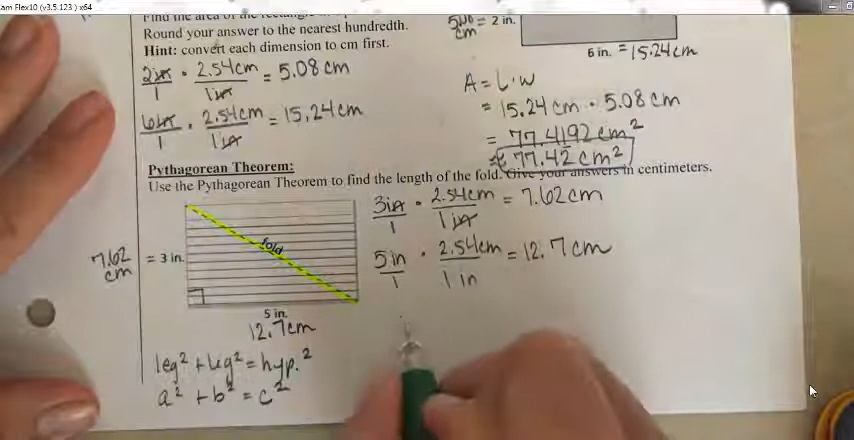 am Flex10 (v3.5.123 ) x64
Find the area of the rectangle
Round your answer to the nearest hundredth.
Hint: convert each dimension to cm first.
2in/1 · 2.54cm/1in = 5.08 cm
6in/1 · 2.54cm/1in = 15.24 cm
5.08 cm = 2 in.
6 in. = 15.24 cm
A = L·W
= 15.24 cm · 5.08 cm
= 77.4192 cm²
≈ 77.42 cm²
Pythagorean Theorem:
Use the Pythagorean Theorem to find the length of the fold. Give your answers in centimeters.
7.62 cm = 3 in.
fold
5 in.
12.7cm
3in/1 · 2.54cm/1in = 7.62 cm
5in/1 · 2.54cm/1in = 12.7 cm
leg² + leg² = hyp.²
a² + b² = c²